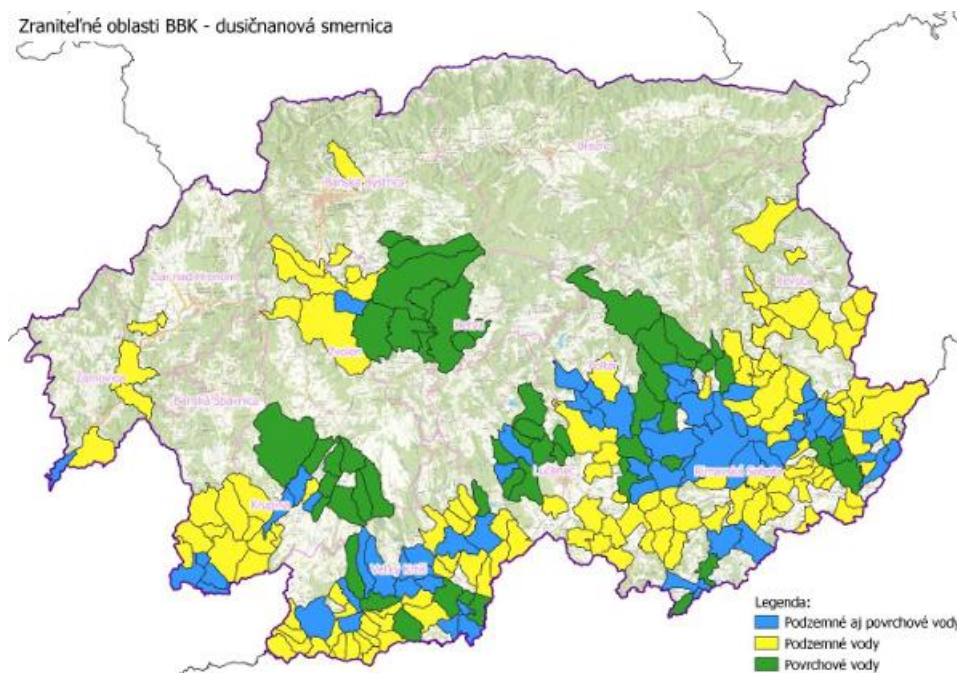 Zraniteľné oblasti BBK - dusičnanová smernica
Banská Bystrica
Brezno
Žiar nad Hronom
Detva
Zvolen
Poltár
Žarnovica
Banská Štiavnica
Lučenec
Rimavská Sobota
Krupina
Veľký Krtíš
Legenda:
Podzemné aj povrchové vody
Podzemné vody
Povrchové vody